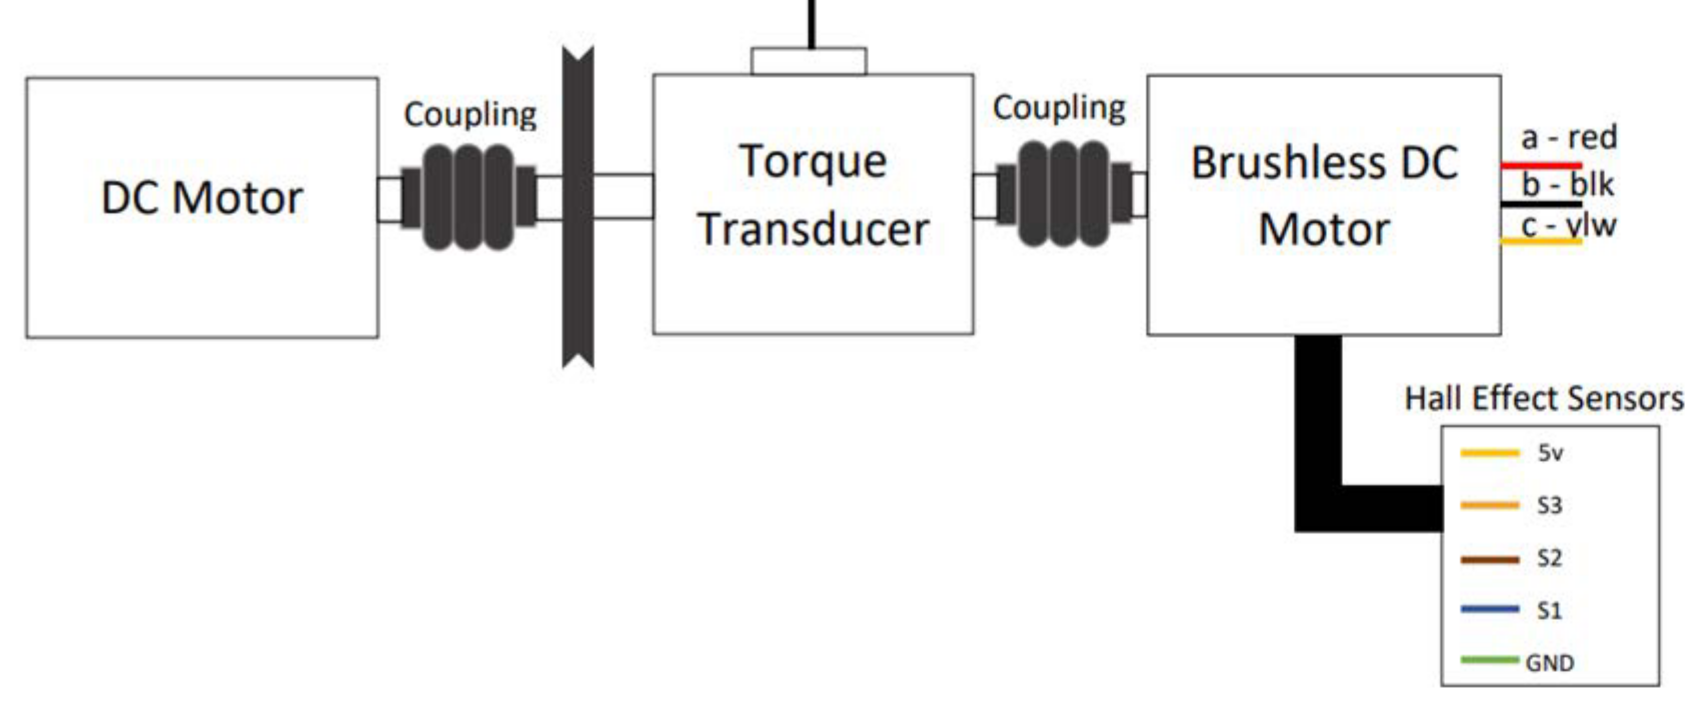 DC Motor
Coupling
Torque
Transducer
Coupling
Brushless DC
Motor
a - red
b - blk
c - ylw
Hall Effect Sensors
5v
S3
S2
S1
GND